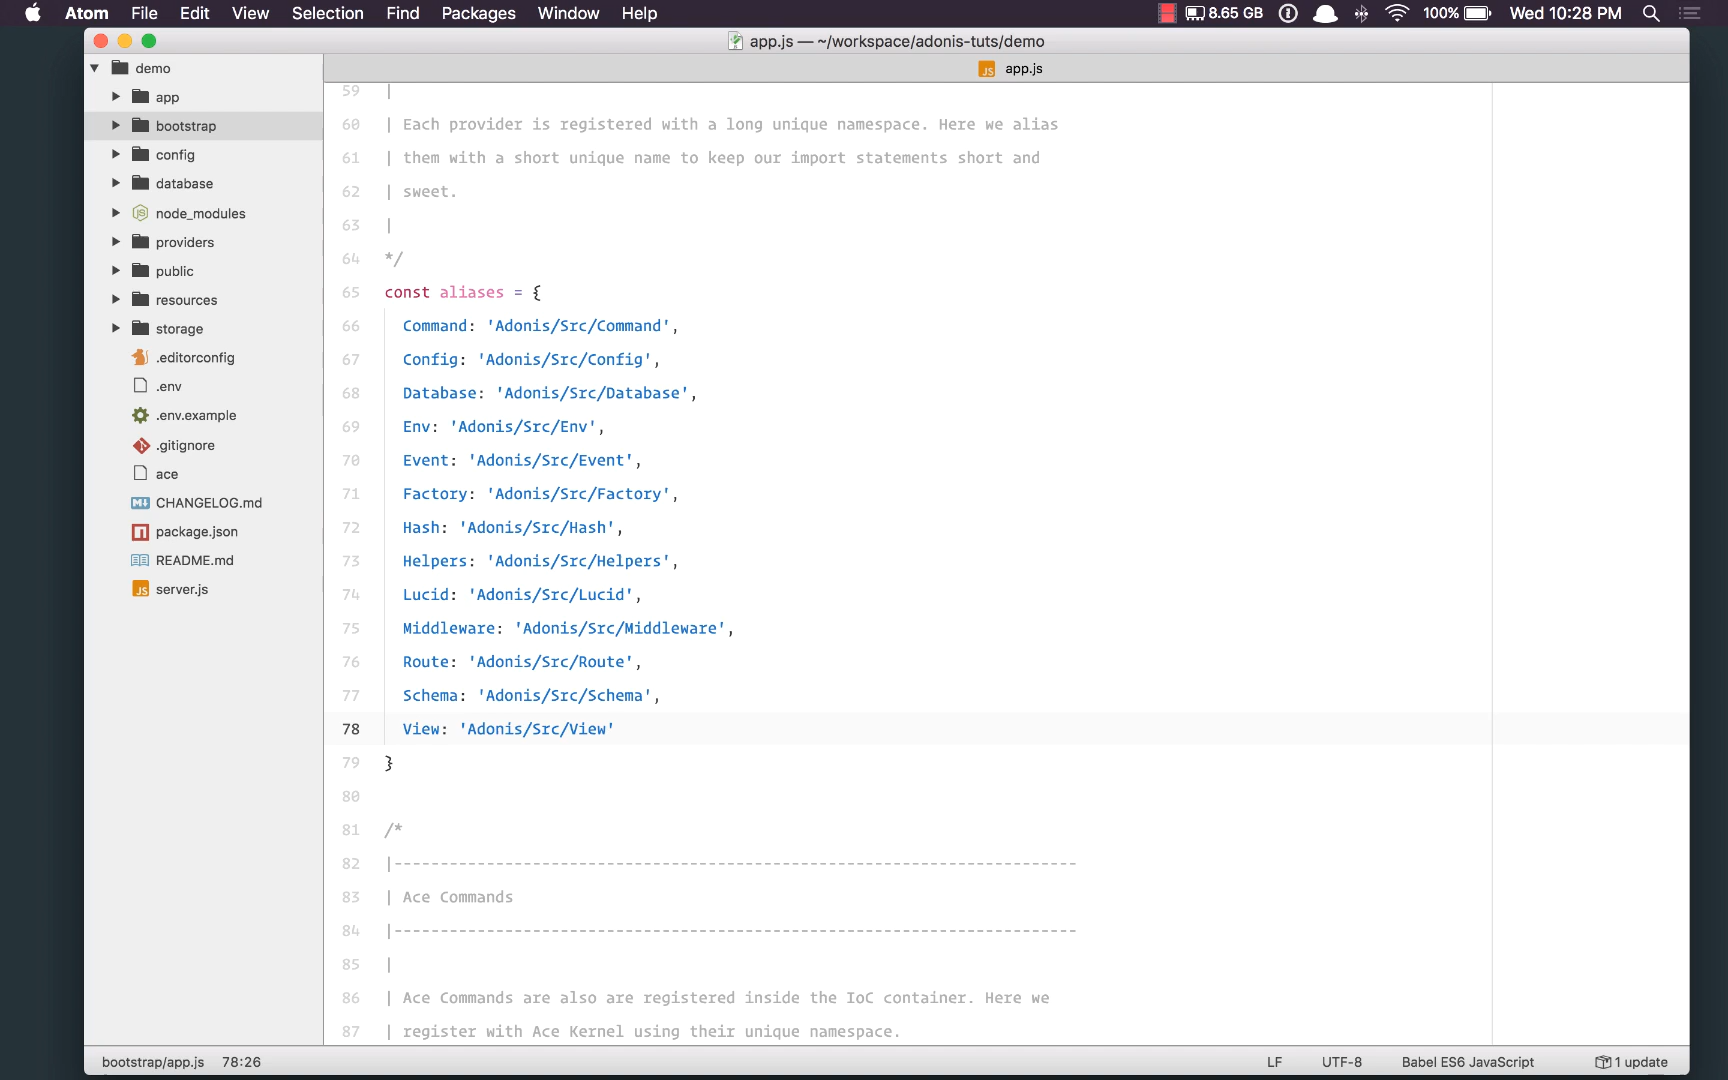 Atom File Edit View Selection Find Packages Window Help 8.65 GB 100% Wed 10:28 PM
app.js — ~/workspace/adonis-tuts/demo
demo
app
bootstrap
config
database
node_modules
providers
public
resources
storage
.editorconfig
.env
.env.example
.gitignore
ace
CHANGELOG.md
package.json
README.md
server.js
app.js
59 |
60 | Each provider is registered with a long unique namespace. Here we alias
61 | them with a short unique name to keep our import statements short and
62 | sweet.
63 |
64 */
65 const aliases = {
66 Command: 'Adonis/Src/Command',
67 Config: 'Adonis/Src/Config',
68 Database: 'Adonis/Src/Database',
69 Env: 'Adonis/Src/Env',
70 Event: 'Adonis/Src/Event',
71 Factory: 'Adonis/Src/Factory',
72 Hash: 'Adonis/Src/Hash',
73 Helpers: 'Adonis/Src/Helpers',
74 Lucid: 'Adonis/Src/Lucid',
75 Middleware: 'Adonis/Src/Middleware',
76 Route: 'Adonis/Src/Route',
77 Schema: 'Adonis/Src/Schema',
78 View: 'Adonis/Src/View'
79 }
80
81 /*
82 |--------------------------------------------------------------------------
83 | Ace Commands
84 |--------------------------------------------------------------------------
85 |
86 | Ace Commands are also are registered inside the IoC container. Here we
87 | register with Ace Kernel using their unique namespace.
bootstrap/app.js 78:26 LF UTF-8 Babel ES6 JavaScript 1 update